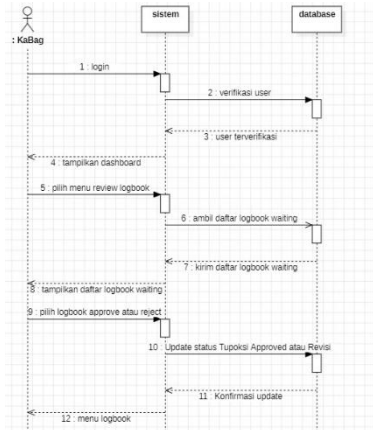 sistem
database
: KaBag
1 : login
2 : verifikasi user
3 : user terverifikasi
4 : tampilkan dashboard
5 : pilih menu review logbook
6 : ambil daftar logbook waiting
7 : kirim daftar logbook waiting
8 : tampilkan daftar logbook waiting
9 : pilih logbook approve atau reject
10 : Update status Tupoksi Approved atau Revisi
11 : Konfirmasi update
12 : menu logbook